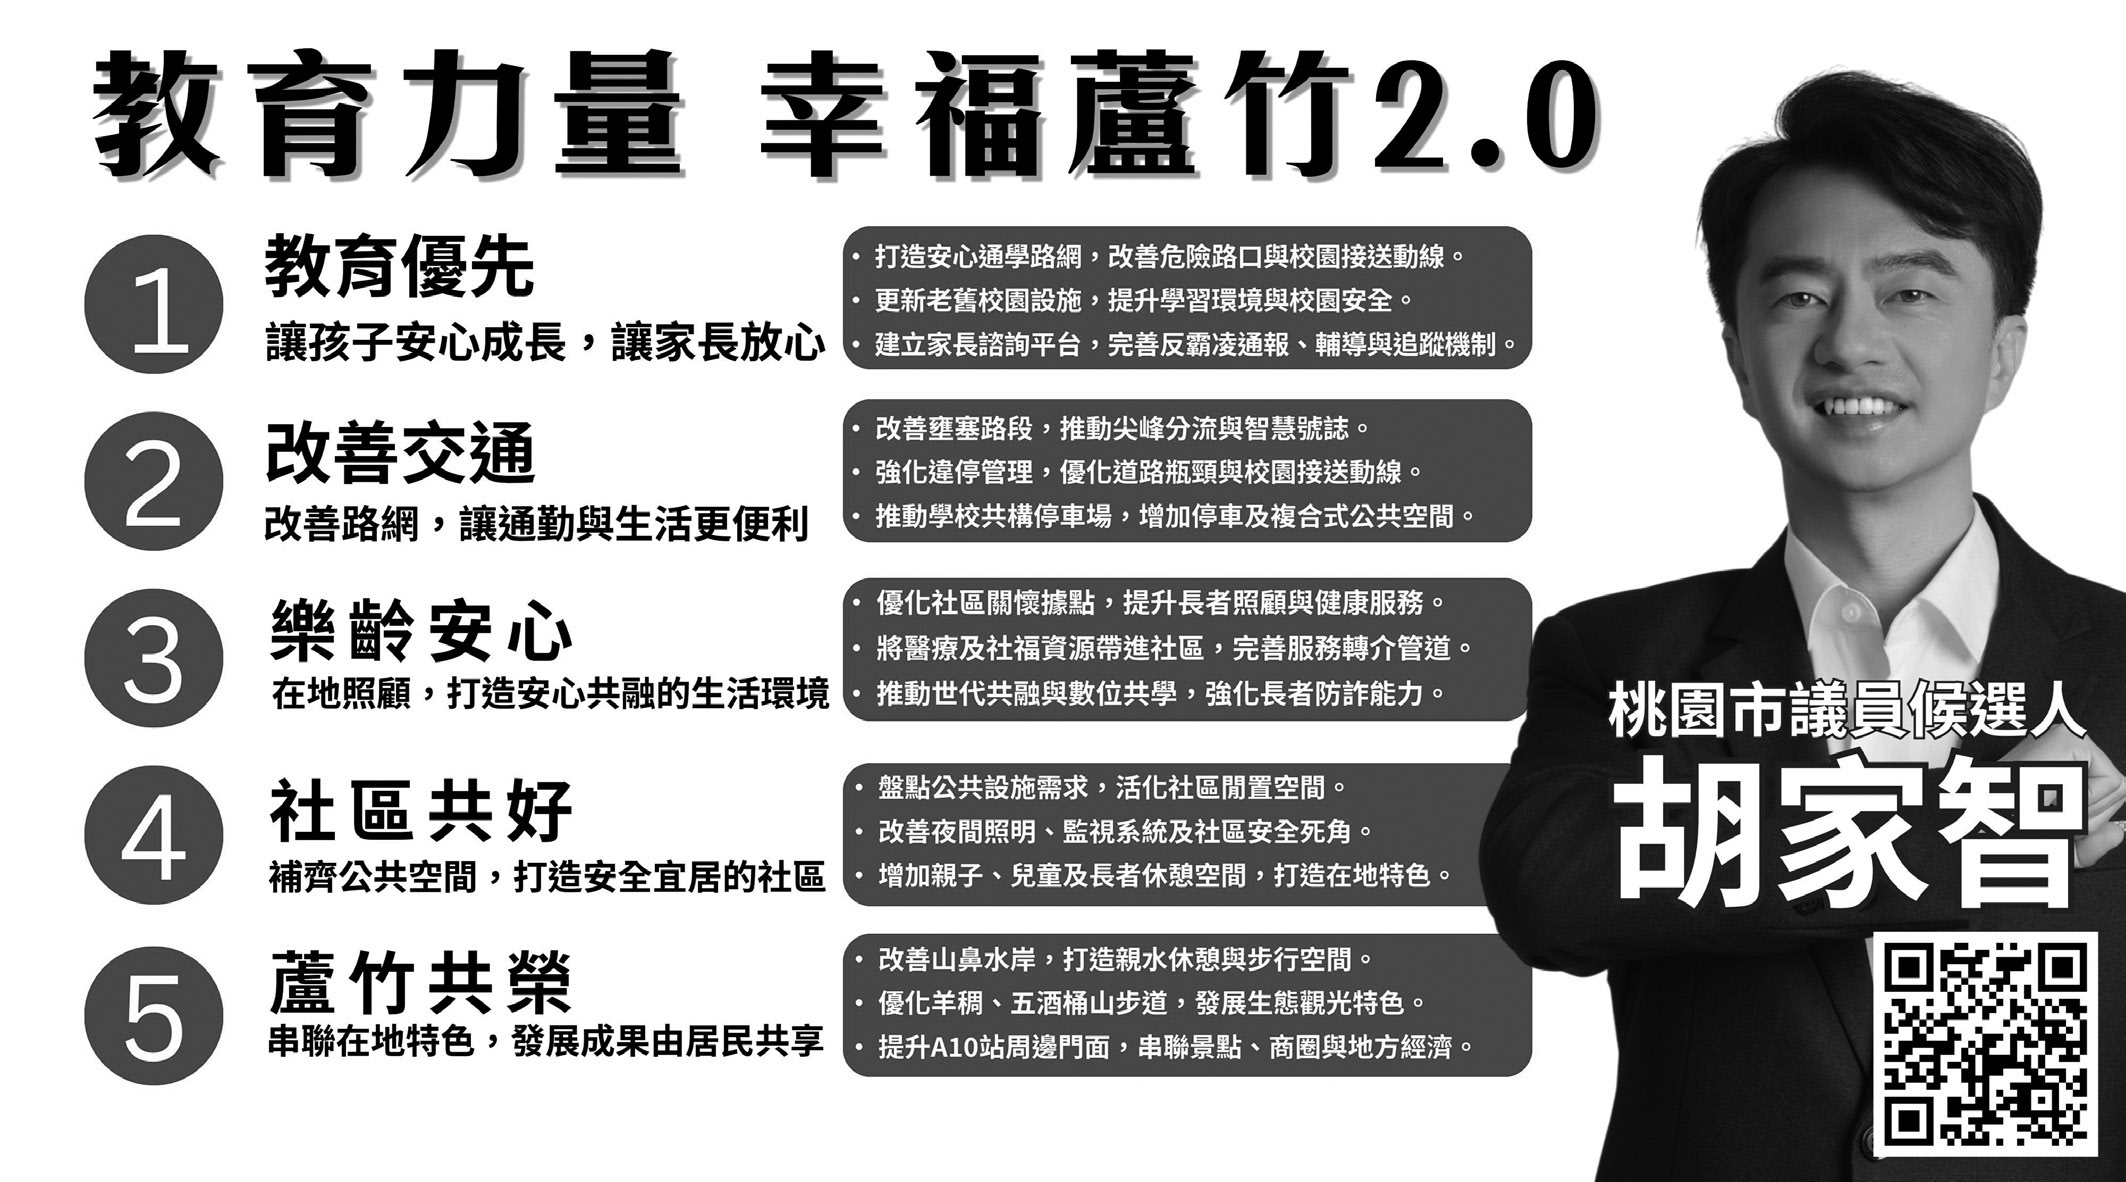 教育力量 幸福蘆竹2.0
1
教育優先
讓孩子安心成長，讓家長放心
• 打造安心通學路網，改善危險路口與校園接送動線。
• 更新老舊校園設施，提升學習環境與校園安全。
• 建立家長諮詢平台，完善反霸凌通報、輔導與追蹤機制。
2
改善交通
改善路網，讓通勤與生活更便利
• 改善壅塞路段，推動尖峰分流與智慧號誌。
• 強化違停管理，優化道路瓶頸與校園接送動線。
• 推動學校共構停車場，增加停車及複合式公共空間。
3
樂齡安心
在地照顧，打造安心共融的生活環境
• 優化社區關懷據點，提升長者照顧與健康服務。
• 將醫療及社福資源帶進社區，完善服務轉介管道。
• 推動世代共融與數位共學，強化長者防詐能力。
4
社區共好
補齊公共空間，打造安全宜居的社區
• 盤點公共設施需求，活化社區閒置空間。
• 改善夜間照明、監視系統及社區安全死角。
• 增加親子、兒童及長者休憩空間，打造在地特色。
5
蘆竹共榮
串聯在地特色，發展成果由居民共享
• 改善山鼻水岸，打造親水休憩與步行空間。
• 優化羊稠、五酒桶山步道，發展生態觀光特色。
• 提升A10站周邊門面，串聯景點、商圈與地方經濟。
桃園市議員候選人
胡家智